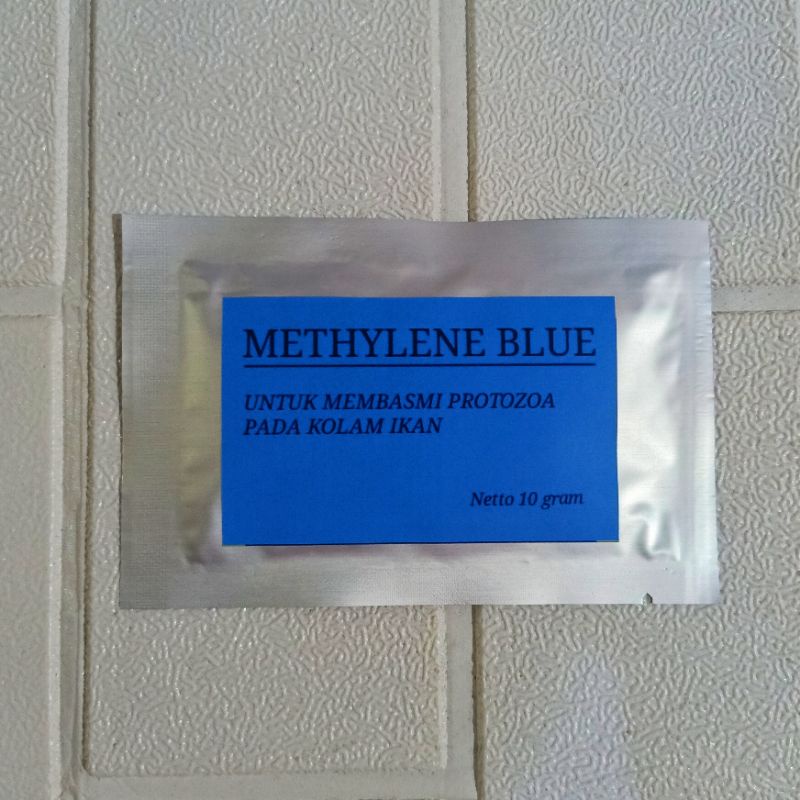 METHYLENE BLUE
UNTUK MEMBASMI PROTOZOA
PADA KOLAM IKAN
Netto 10 gram